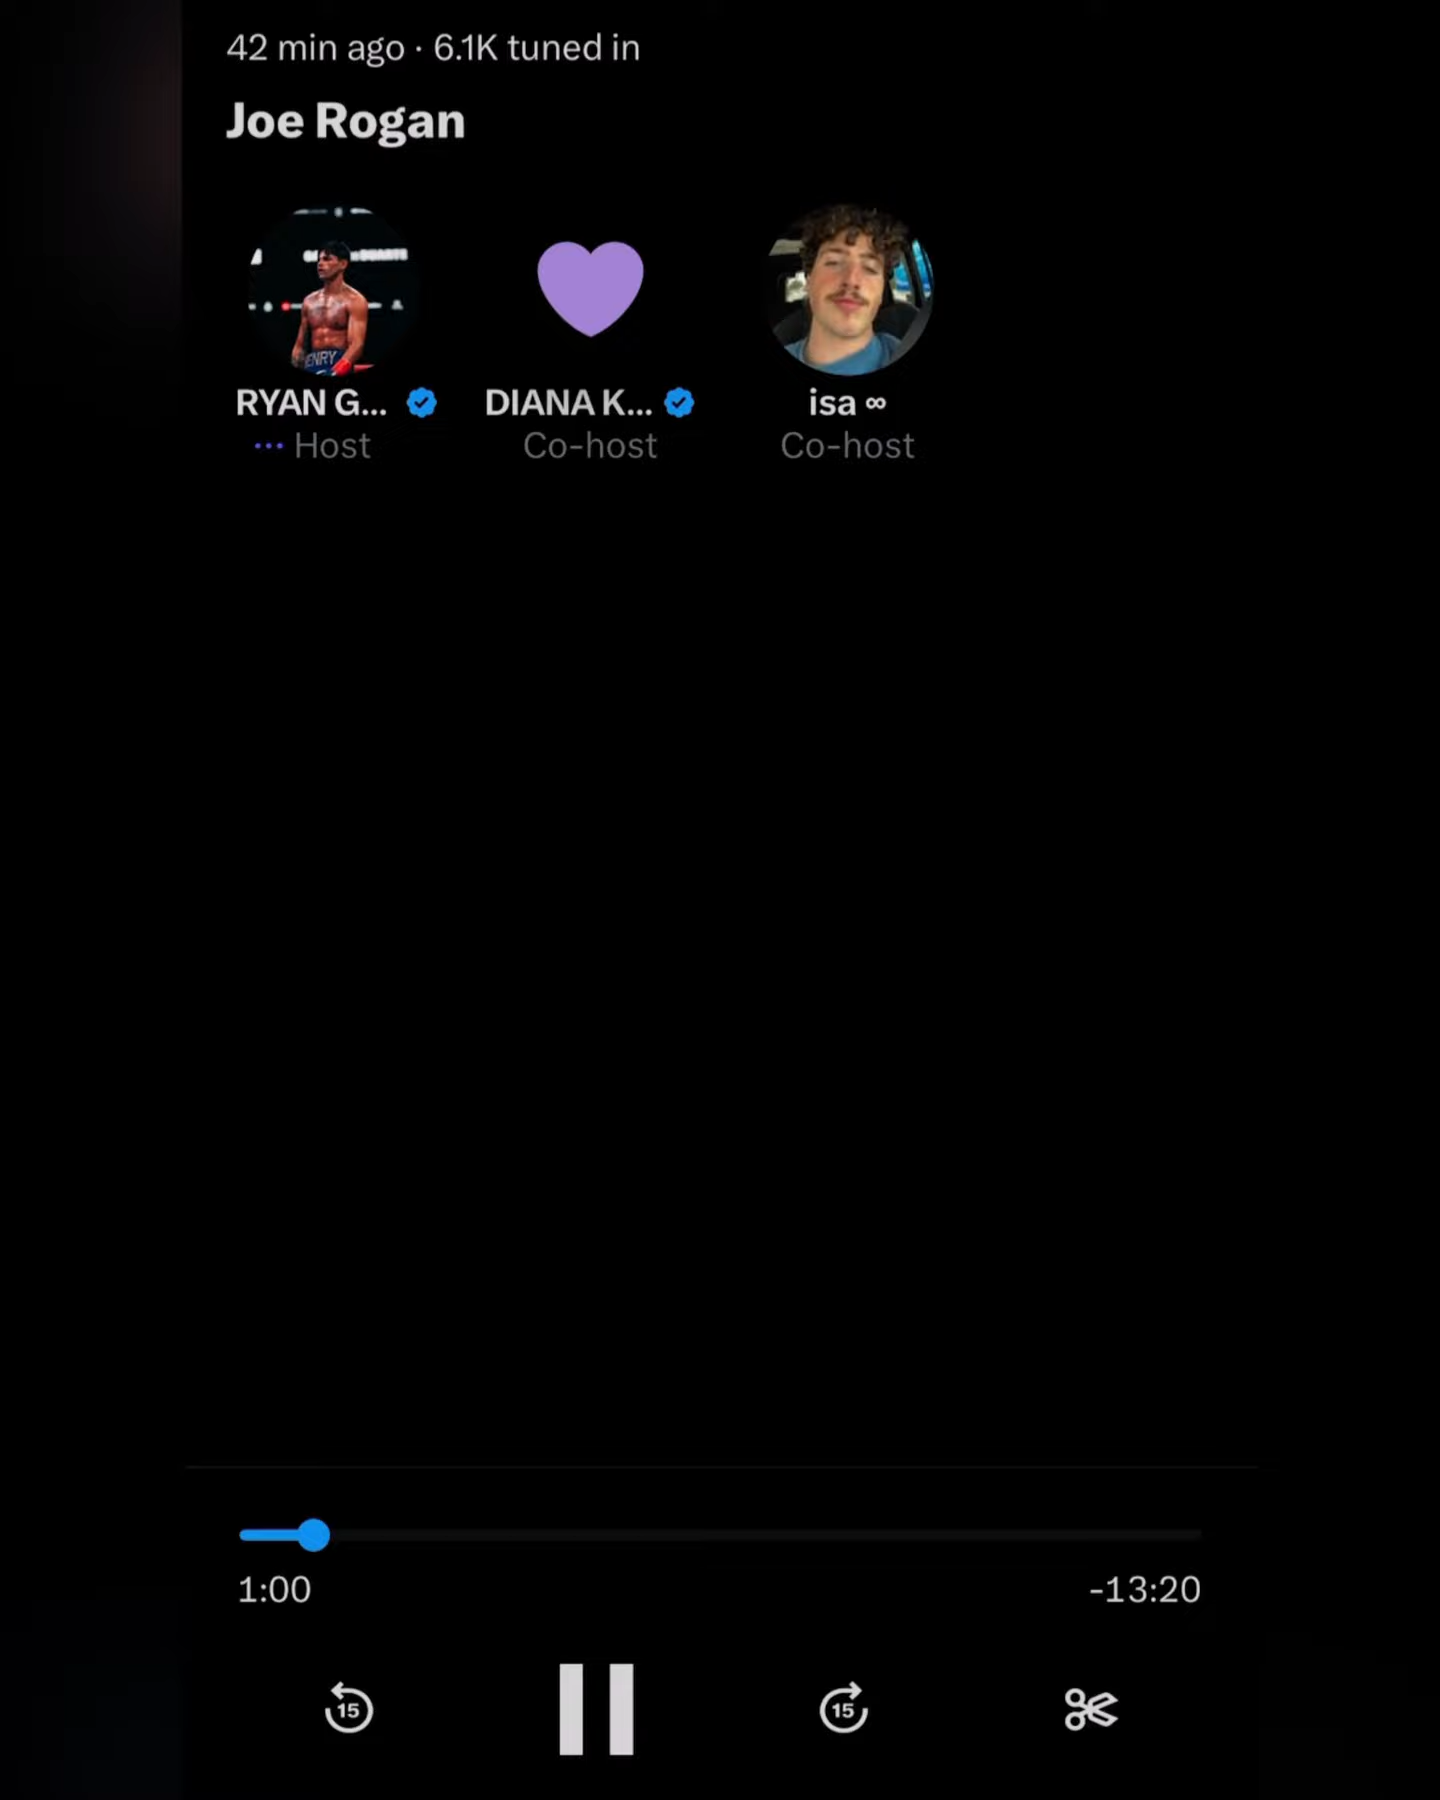 42 min ago · 6.1K tuned in
Joe Rogan
RYAN G...
DIANA K...
isa ∞
··· Host
Co-host
Co-host
1:00
-13:20
15
15